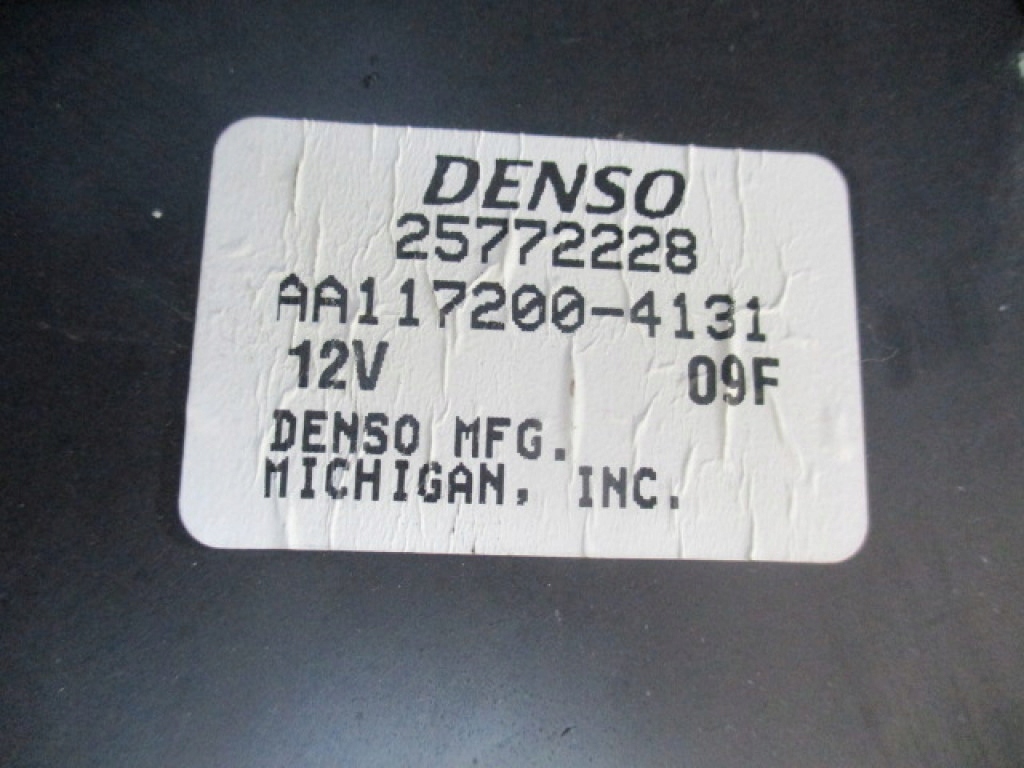 DENSO
25772228
AA117200-4131
12V 09F
DENSO MFG.
MICHIGAN, INC.